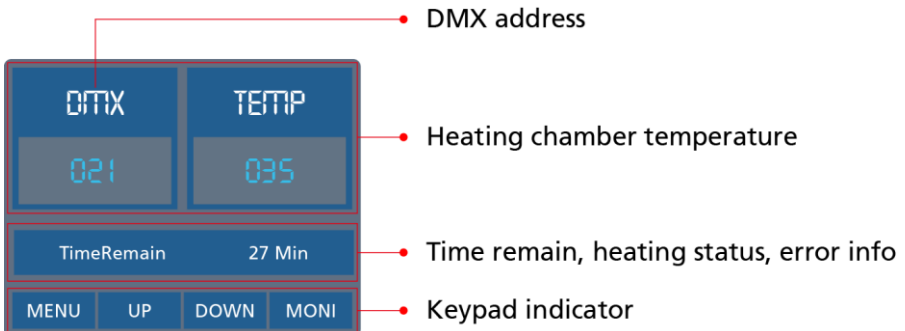 DMX address
DMX TEMP
Heating chamber temperature
021 035
TimeRemain 27 Min
Time remain, heating status, error info
MENU UP DOWN MONI
Keypad indicator